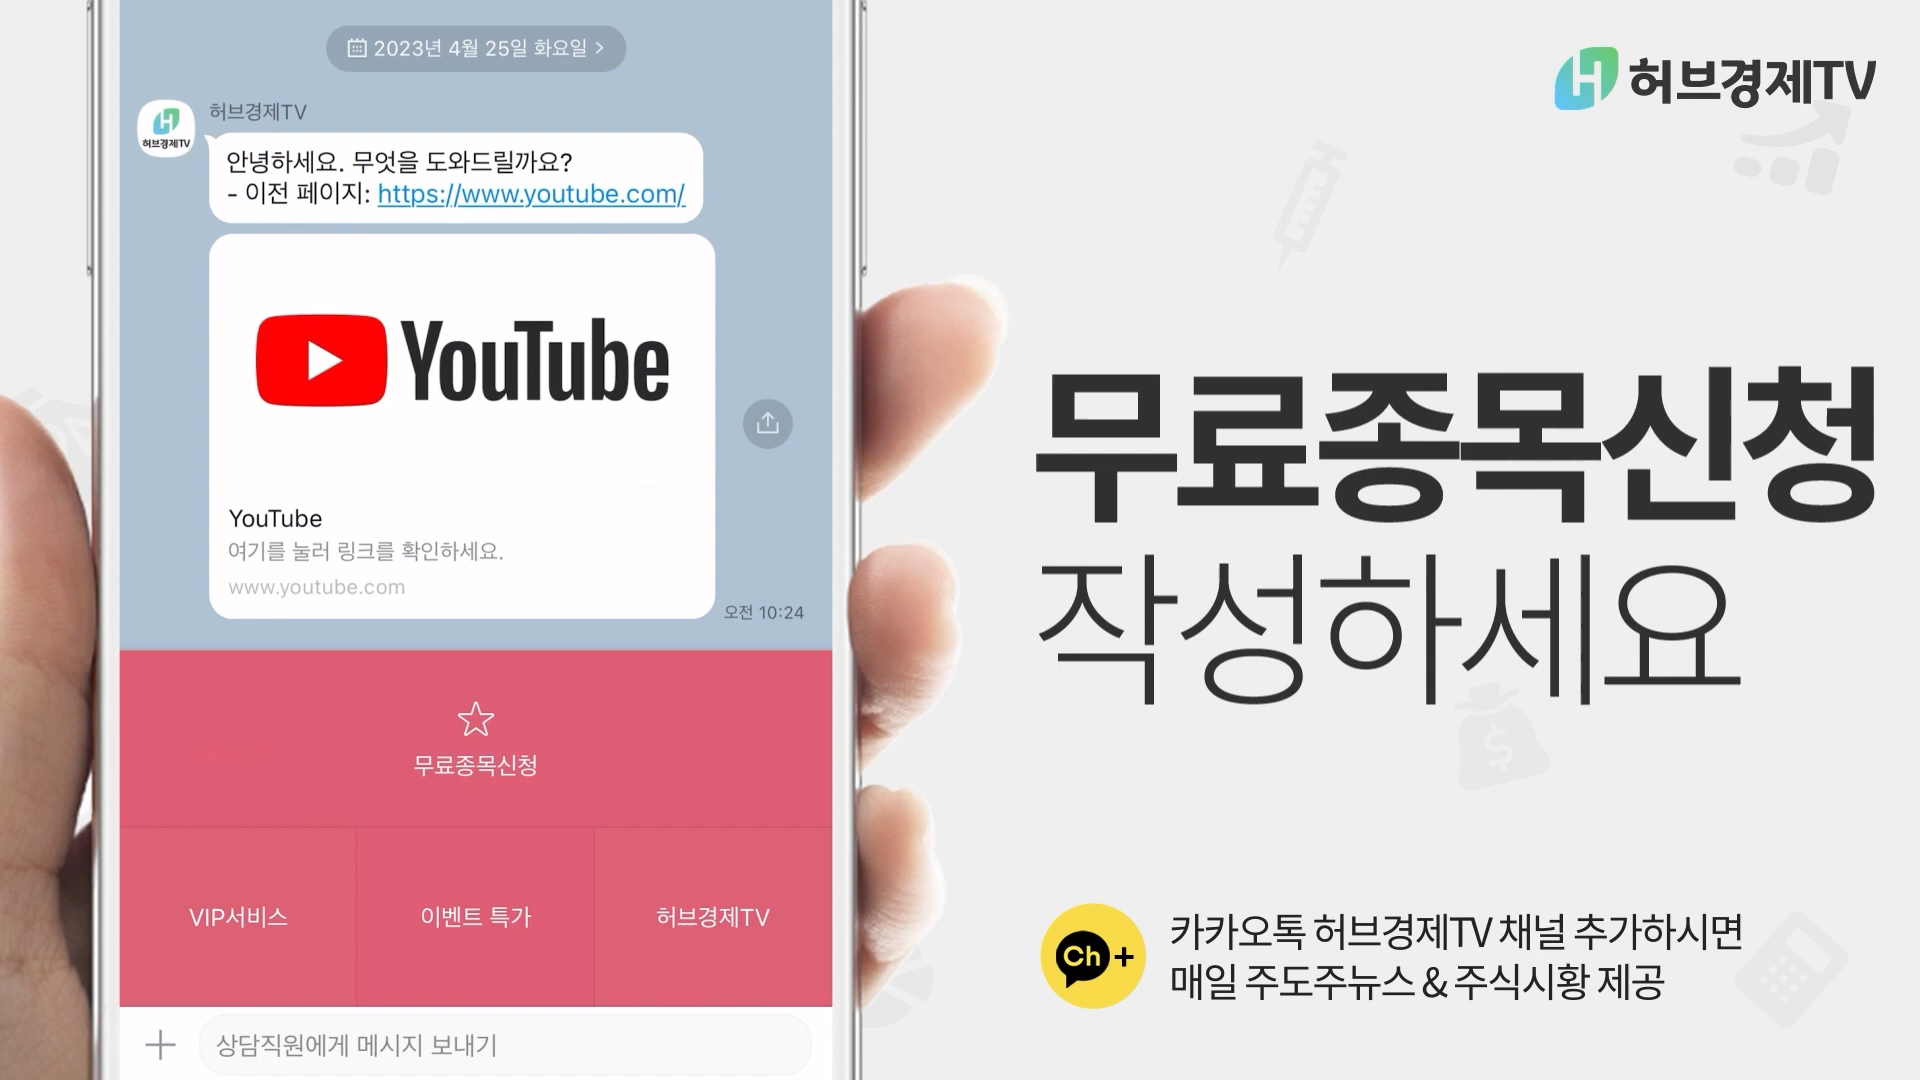 2023년 4월 25일 화요일 >
허브경제TV
허브경제TV
안녕하세요. 무엇을 도와드릴까요?
- 이전 페이지: https://www.youtube.com/
YouTube
YouTube
여기를 눌러 링크를 확인하세요.
www.youtube.com
오전 10:24
무료종목신청
VIP서비스
이벤트 특가
허브경제TV
상담직원에게 메시지 보내기
허브경제TV
무료종목신청
작성하세요
Ch+
카카오톡 허브경제TV 채널 추가하시면
매일 주도주뉴스 & 주식시황 제공